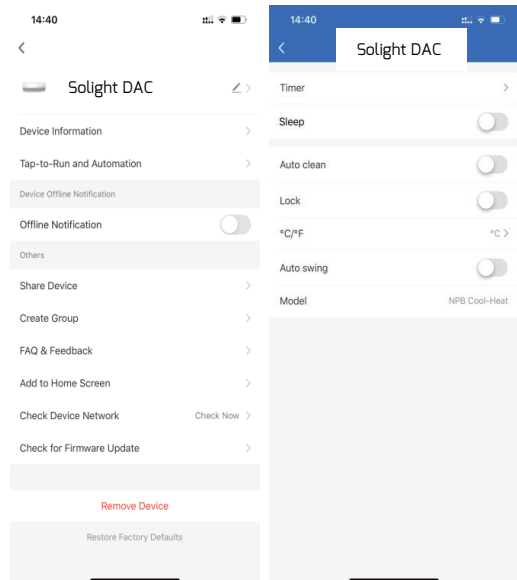 14:40
Solight DAC
Device Information
Tap-to-Run and Automation
Device Offline Notification
Offline Notification
Others
Share Device
Create Group
FAQ & Feedback
Add to Home Screen
Check Device Network Check Now
Check for Firmware Update
Remove Device
Restore Factory Defaults
14:40
Solight DAC
Timer
Sleep
Auto clean
Lock
°C/°F °C
Auto swing
Model NPB Cool-Heat